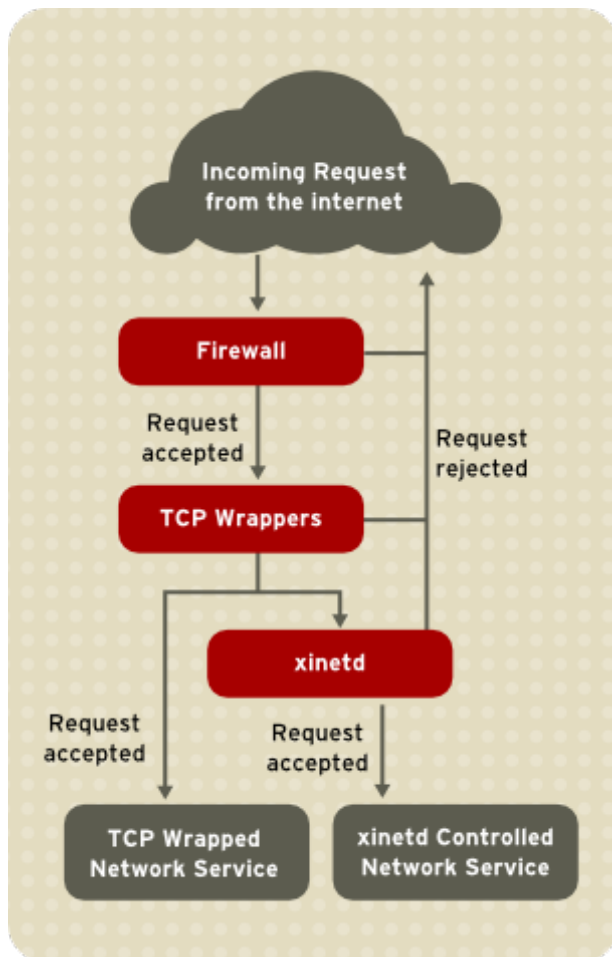 Incoming Request
from the internet
Firewall
Request
accepted
Request
rejected
TCP Wrappers
xinetd
Request
accepted
Request
accepted
TCP Wrapped
Network Service
xinetd Controlled
Network Service